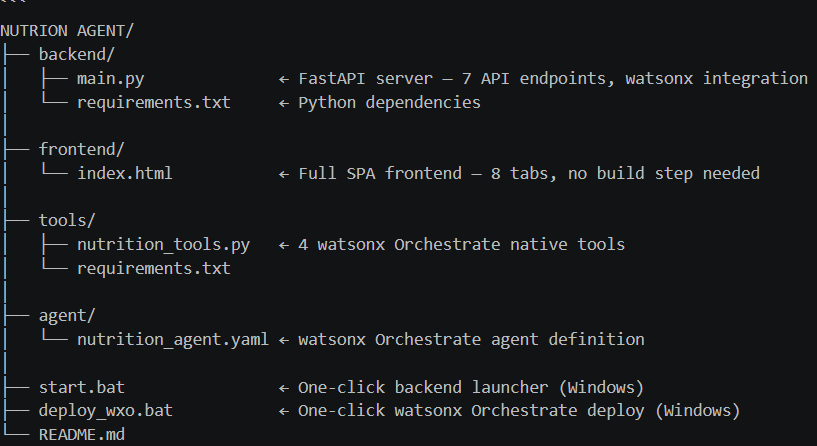 ```
NUTRION AGENT/
├── backend/
│   ├── main.py              ← FastAPI server — 7 API endpoints, watsonx integration
│   └── requirements.txt     ← Python dependencies
│
├── frontend/
│   └── index.html           ← Full SPA frontend — 8 tabs, no build step needed
│
├── tools/
│   ├── nutrition_tools.py   ← 4 watsonx Orchestrate native tools
│   └── requirements.txt
│
├── agent/
│   └── nutrition_agent.yaml ← watsonx Orchestrate agent definition
│
├── start.bat                ← One-click backend launcher (Windows)
├── deploy_wxo.bat           ← One-click watsonx Orchestrate deploy (Windows)
└── README.md